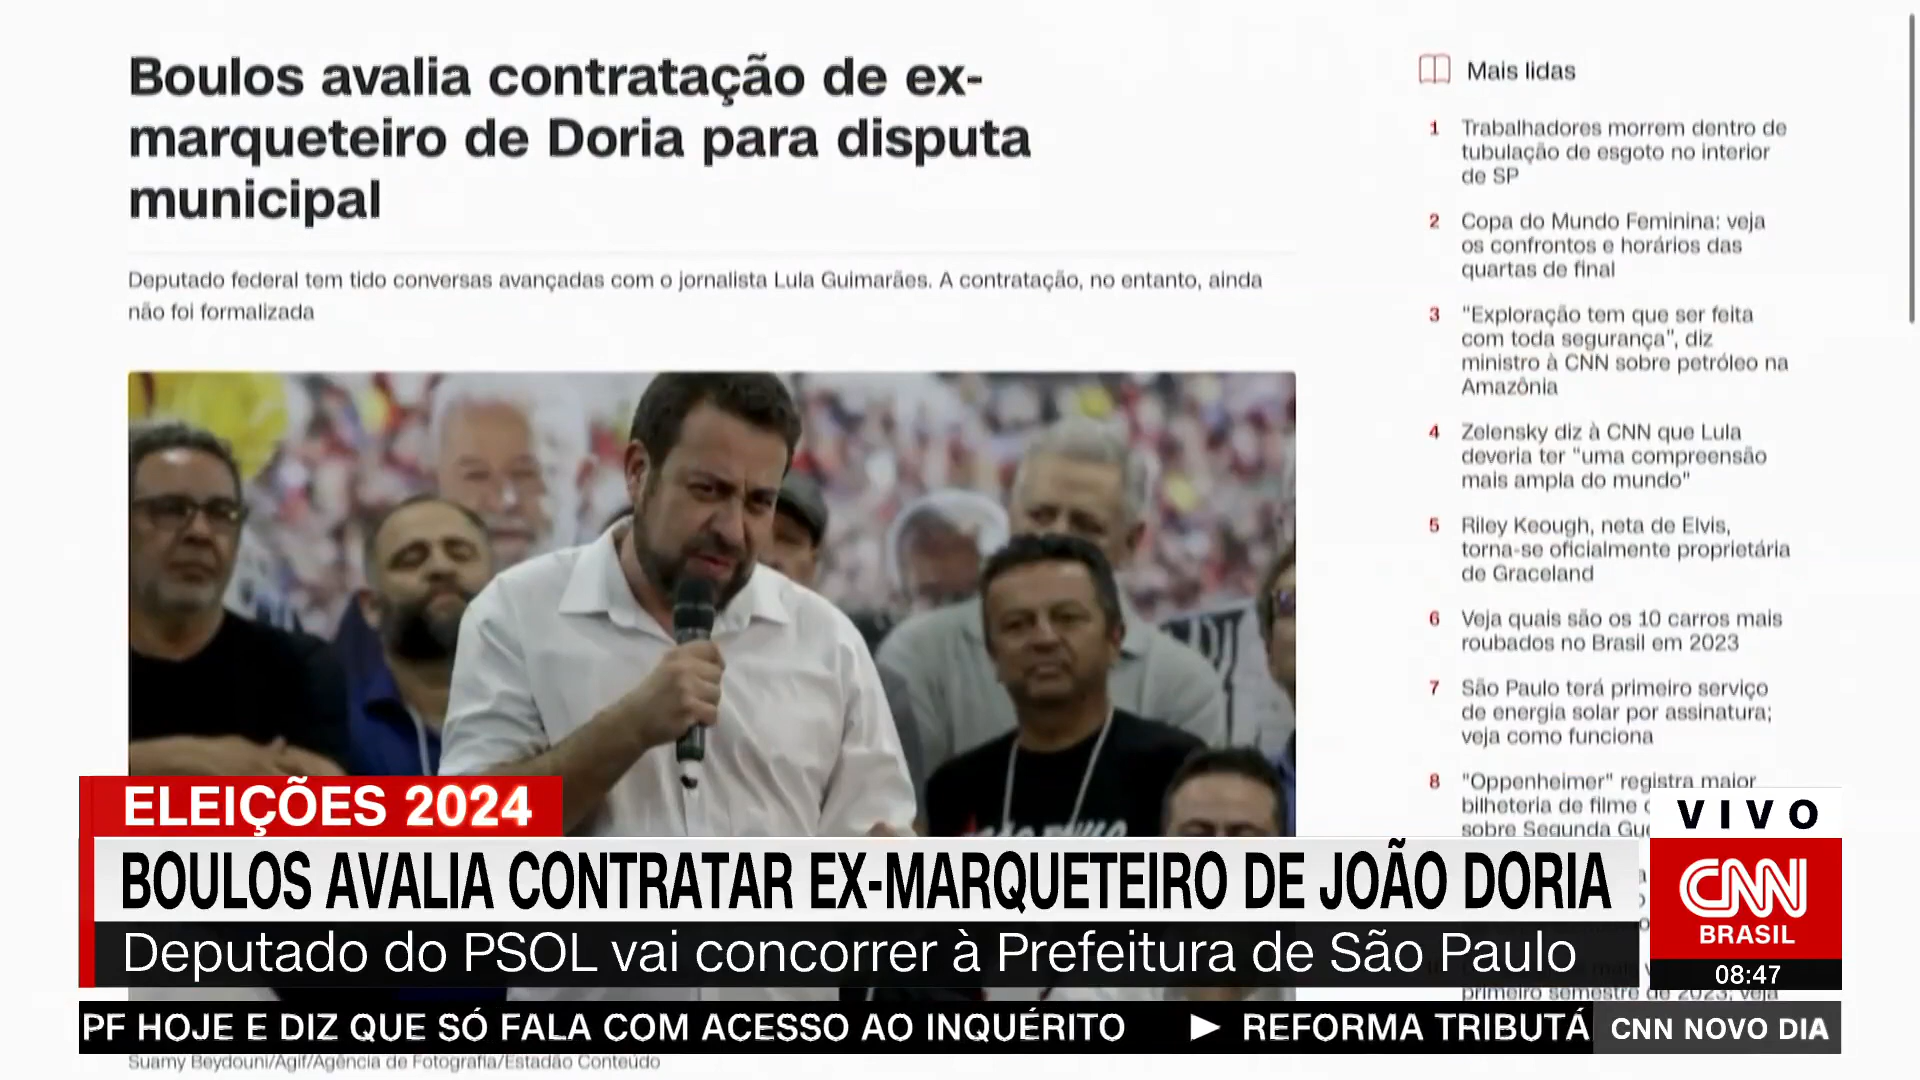 Boulos avalia contratação de ex-
marqueteiro de Doria para disputa
municipal
Deputado federal tem tido conversas avançadas com o jornalista Lula Guimarães. A contratação, no entanto, ainda
não foi formalizada
Mais lidas
1 Trabalhadores morrem dentro de
tubulação de esgoto no interior
de SP
2 Copa do Mundo Feminina: veja
os confrontos e horários das
quartas de final
3 "Exploração tem que ser feita
com toda segurança", diz
ministro à CNN sobre petróleo na
Amazônia
4 Zelensky diz à CNN que Lula
deveria ter "uma compreensão
mais ampla do mundo"
5 Riley Keough, neta de Elvis,
torna-se oficialmente proprietária
de Graceland
6 Veja quais são os 10 carros mais
roubados no Brasil em 2023
7 São Paulo terá primeiro serviço
de energia solar por assinatura;
veja como funciona
8 "Oppenheimer" registra maior
bilheteria de filme
sobre Segunda
primeiro semestre de 2023; veja
ELEIÇÕES 2024
BOULOS AVALIA CONTRATAR EX-MARQUETEIRO DE JOÃO DORIA
Deputado do PSOL vai concorrer à Prefeitura de São Paulo
VIVO
CNN
BRASIL
08:47
PF HOJE E DIZ QUE SÓ FALA COM ACESSO AO INQUÉRITO ▶ REFORMA TRIBUTÁ
CNN NOVO DIA
Suamy Beydouni/Agif/Agência de Fotografia/Estadão Conteúdo